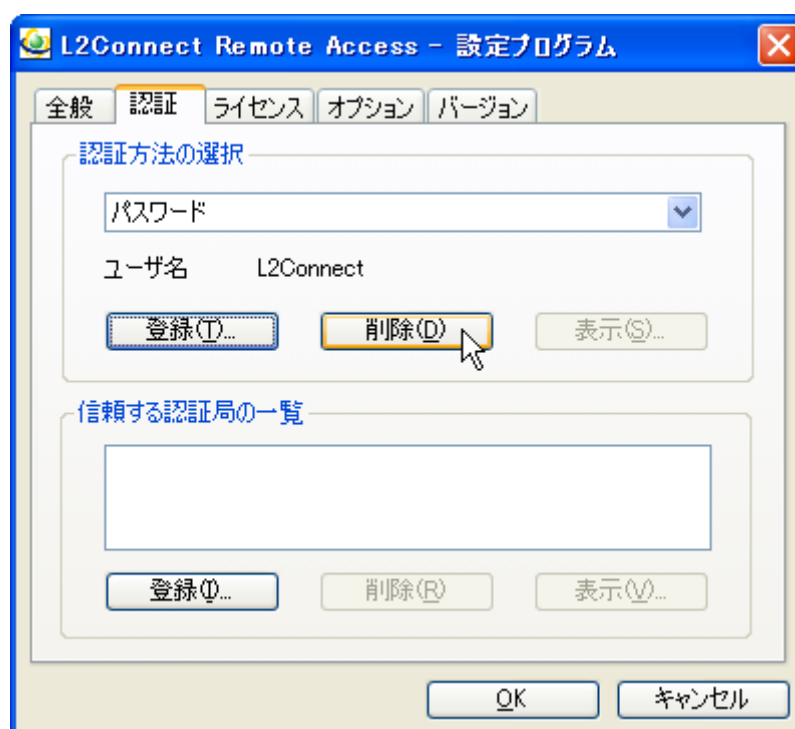 L2Connect Remote Access - 設定プログラム
全般 認証 ライセンス オプション バージョン
認証方法の選択
パスワード
ユーザ名 L2Connect
登録(T)... 削除(D) 表示(S)...
信頼する認証局の一覧
登録(I)... 削除(R) 表示(V)...
OK キャンセル